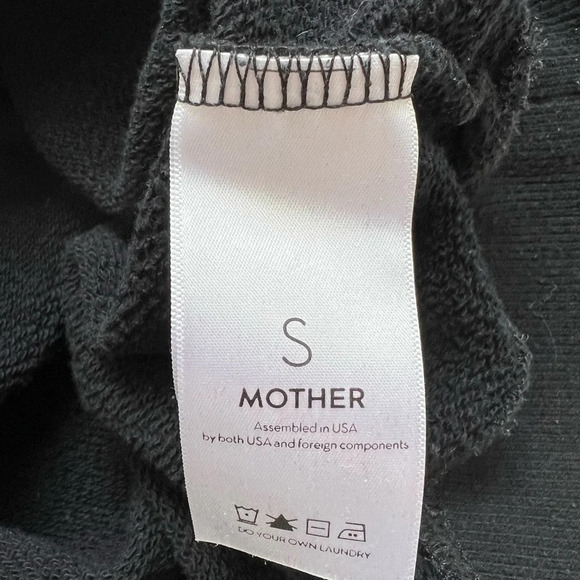 S
MOTHER
Assembled in USA
by both USA and foreign components
DO YOUR OWN LAUNDRY